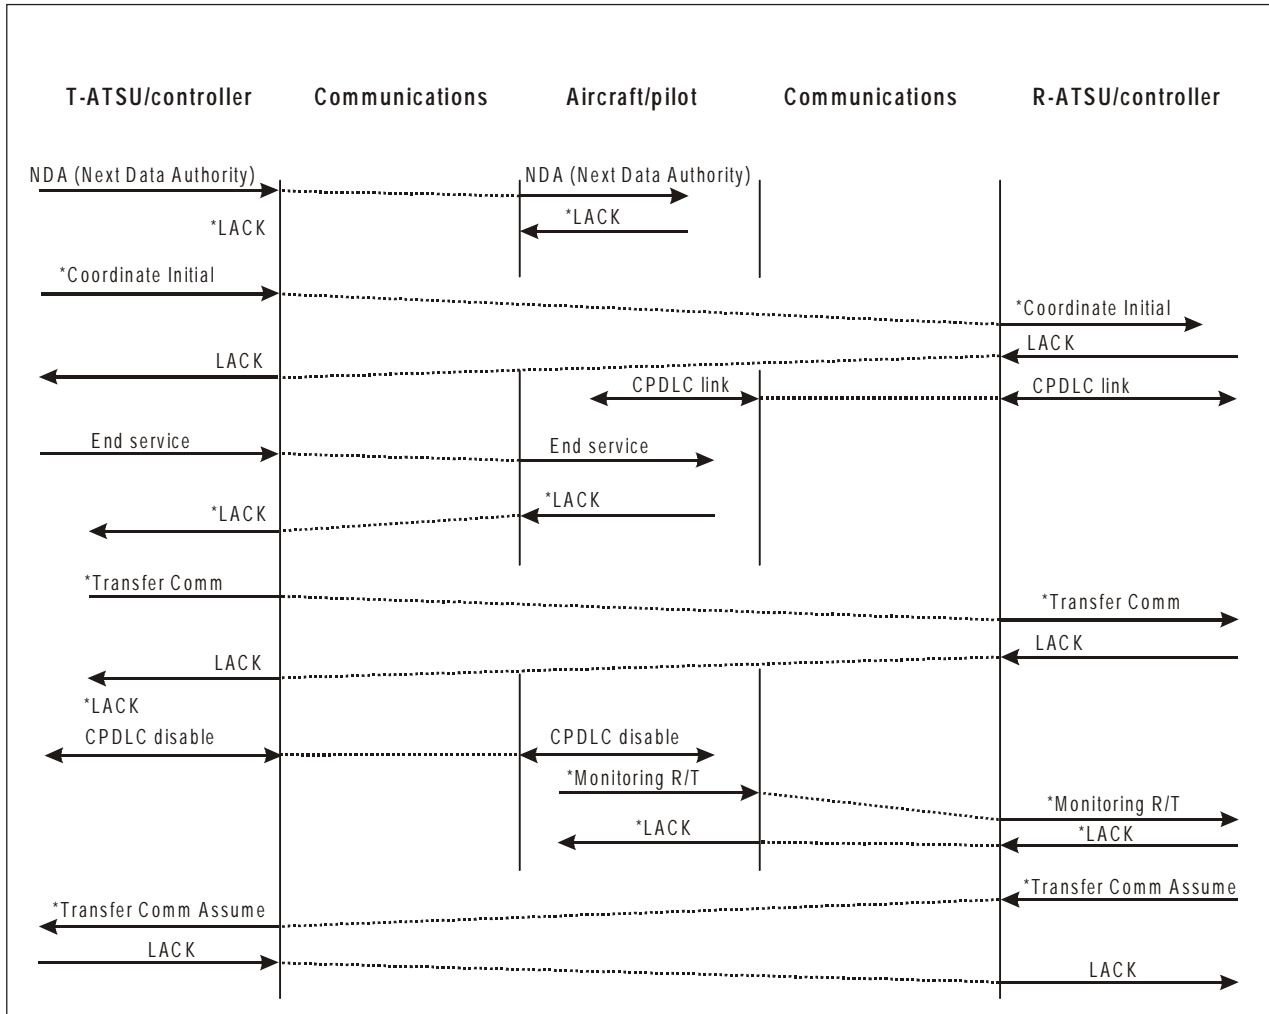 T-ATSU/controller Communications Aircraft/pilot Communications R-ATSU/controller
NDA (Next Data Authority) NDA (Next Data Authority)
*LACK *LACK
*Coordinate Initial
*Coordinate Initial
LACK LACK
CPDLC link CPDLC link
End service End service
*LACK *LACK
*Transfer Comm
*Transfer Comm
LACK LACK
*LACK
CPDLC disable CPDLC disable
*Monitoring R/T
*Monitoring R/T
*LACK *LACK
*Transfer Comm Assume
*Transfer Comm Assume
LACK LACK